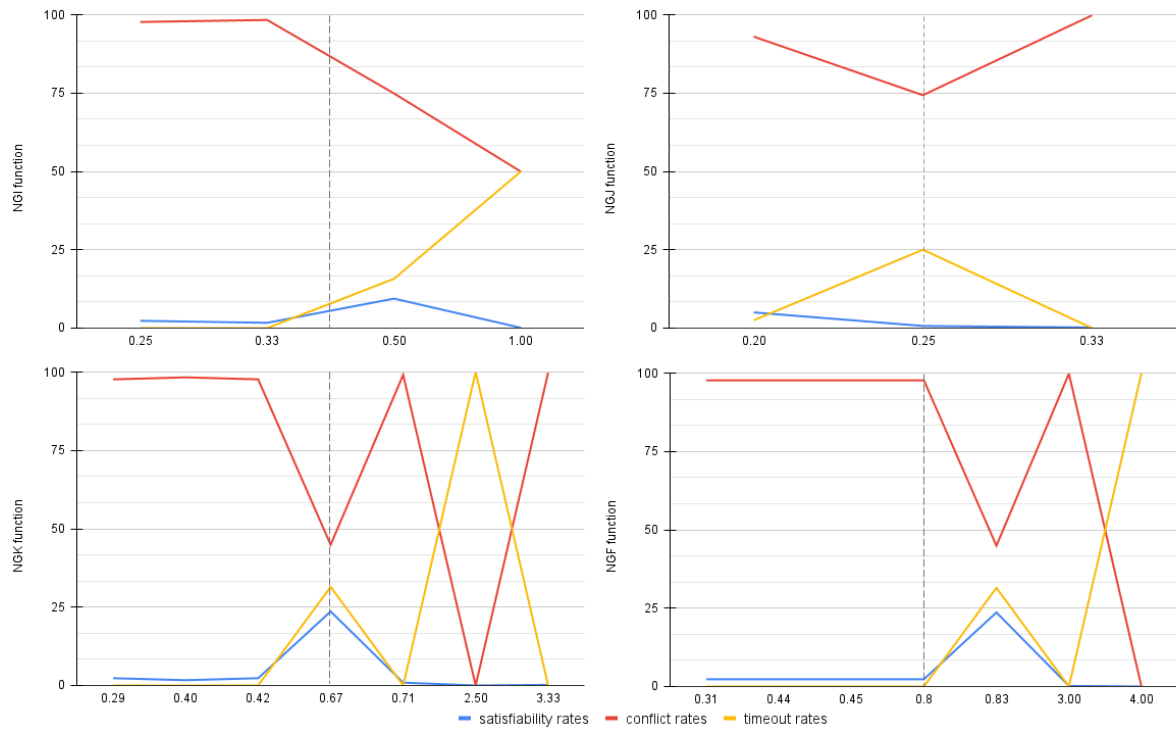 NGI function
100
75
50
25
0
0.25 0.33 0.50 1.00
NGJ function
100
75
50
25
0
0.20 0.25 0.33
NGK function
100
75
50
25
0
0.29 0.40 0.42 0.67 0.71 2.50 3.33
NGF function
100
75
50
25
0
0.31 0.44 0.45 0.8 0.83 3.00 4.00
satisfiability rates conflict rates timeout rates